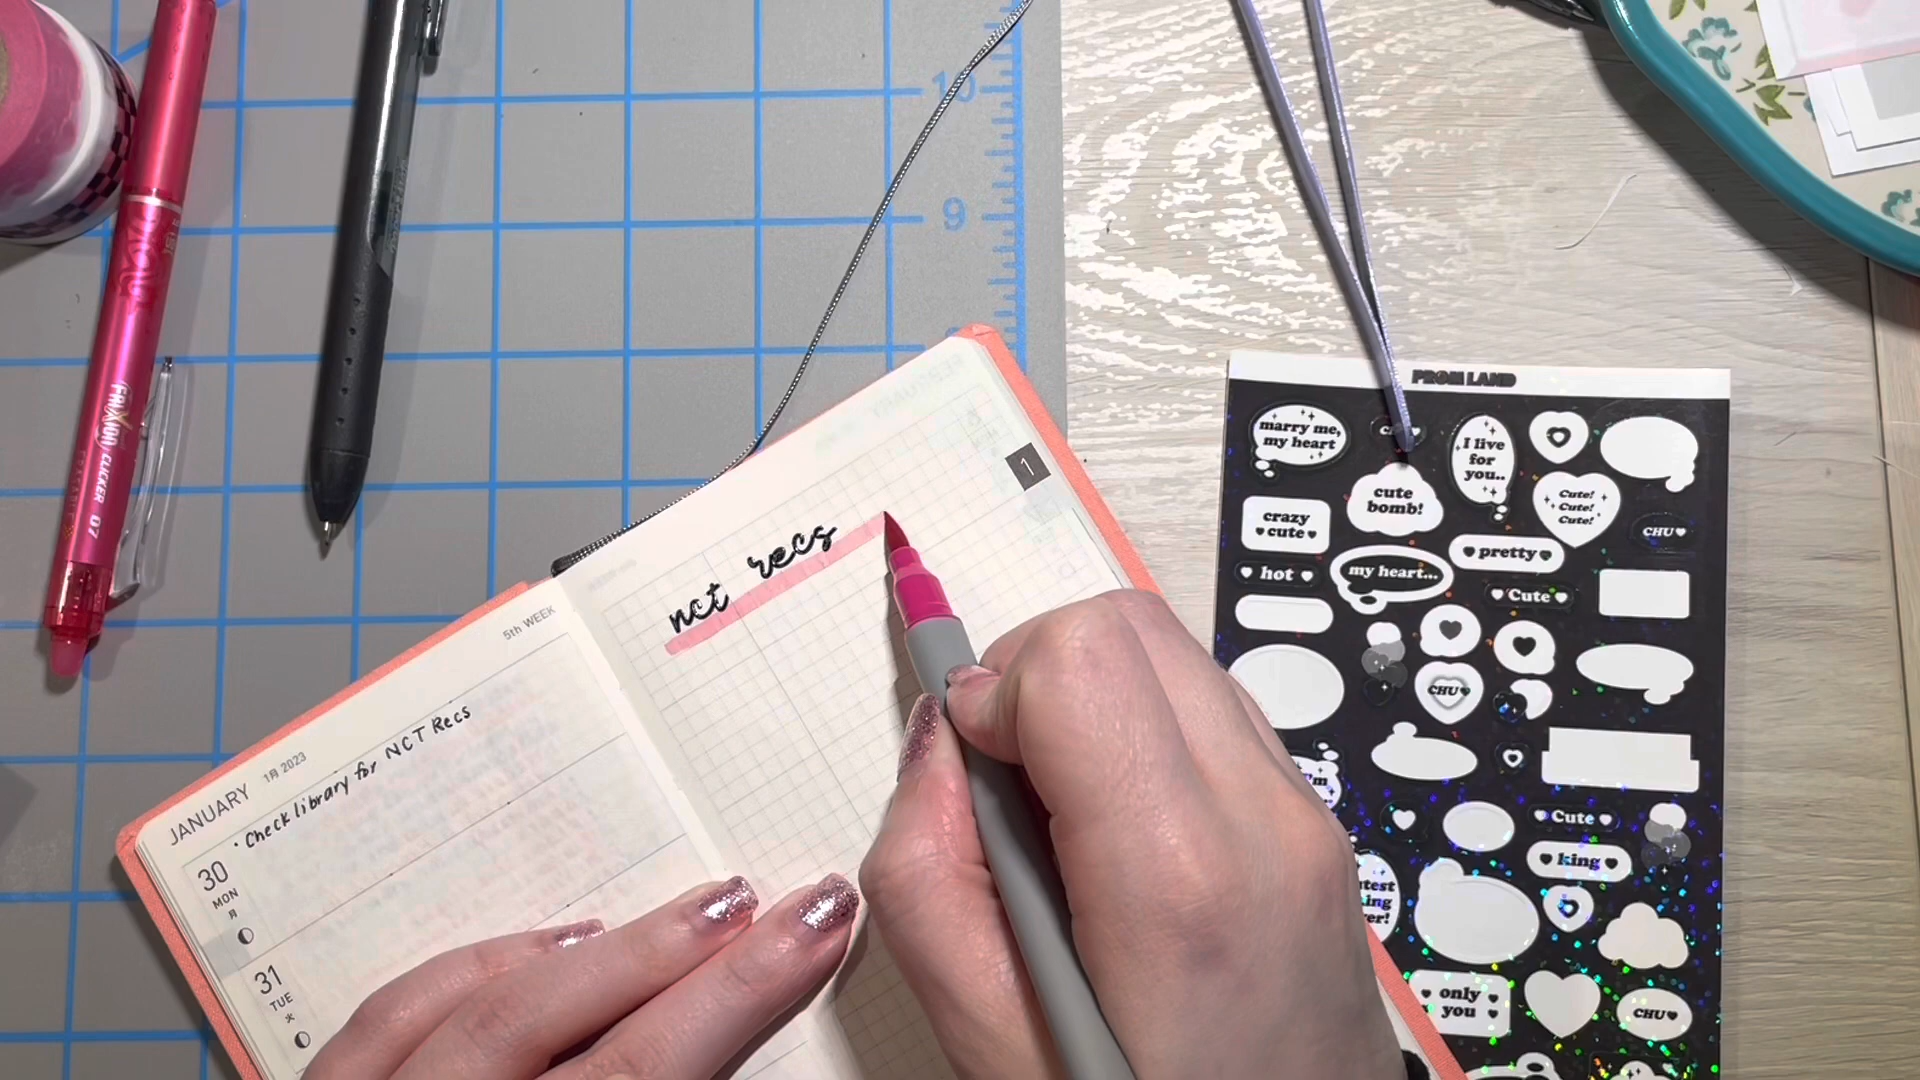 10
9
FRIXION CLICKER 07
1
nct recs
5th WEEK
JANUARY 1月 2023
• Check library for NCT Recs
30
MON
月
31
TUE
火
PROM LAND
marry me,
my heart
I live
for
you..
cute
bomb!
Cute!
Cute!
Cute!
crazy
cute
CHU
pretty
hot
my heart...
Cute
CHU
Cute
king
only
you
CHU